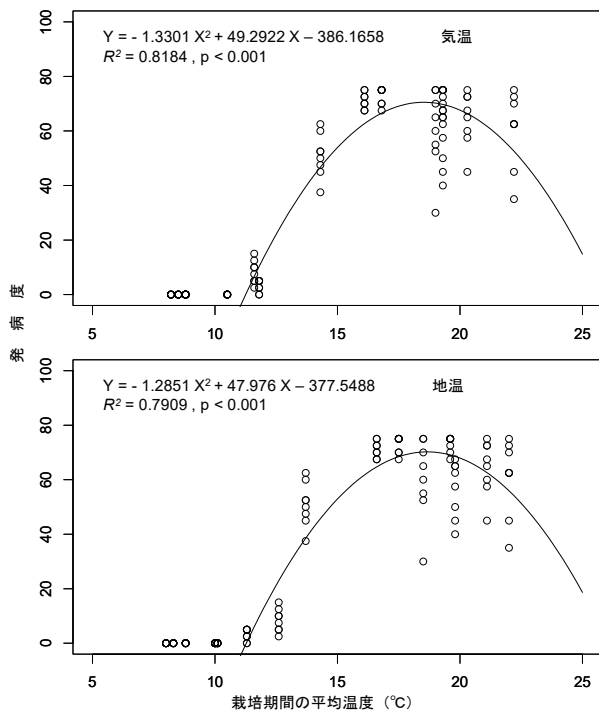 Y = - 1.3301 X² + 49.2922 X – 386.1658 気温
R² = 0.8184 , p < 0.001
100
80
60
40
20
0
5 10 15 20 25
発病度
Y = - 1.2851 X² + 47.976 X – 377.5488 地温
R² = 0.7909 , p < 0.001
100
80
60
40
20
0
5 10 15 20 25
栽培期間の平均温度（℃）